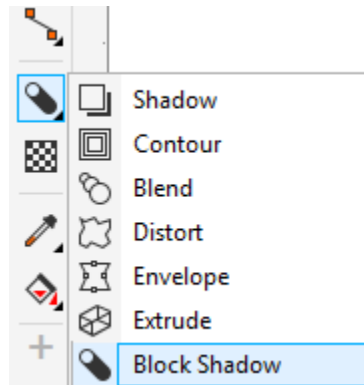 Shadow
Contour
Blend
Distort
Envelope
Extrude
Block Shadow